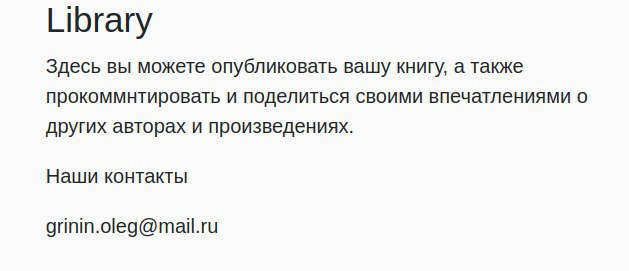 Library
Здесь вы можете опубликовать вашу книгу, а также
прокоммнтировать и поделиться своими впечатлениями о
других авторах и произведениях.
Наши контакты
grinin.oleg@mail.ru